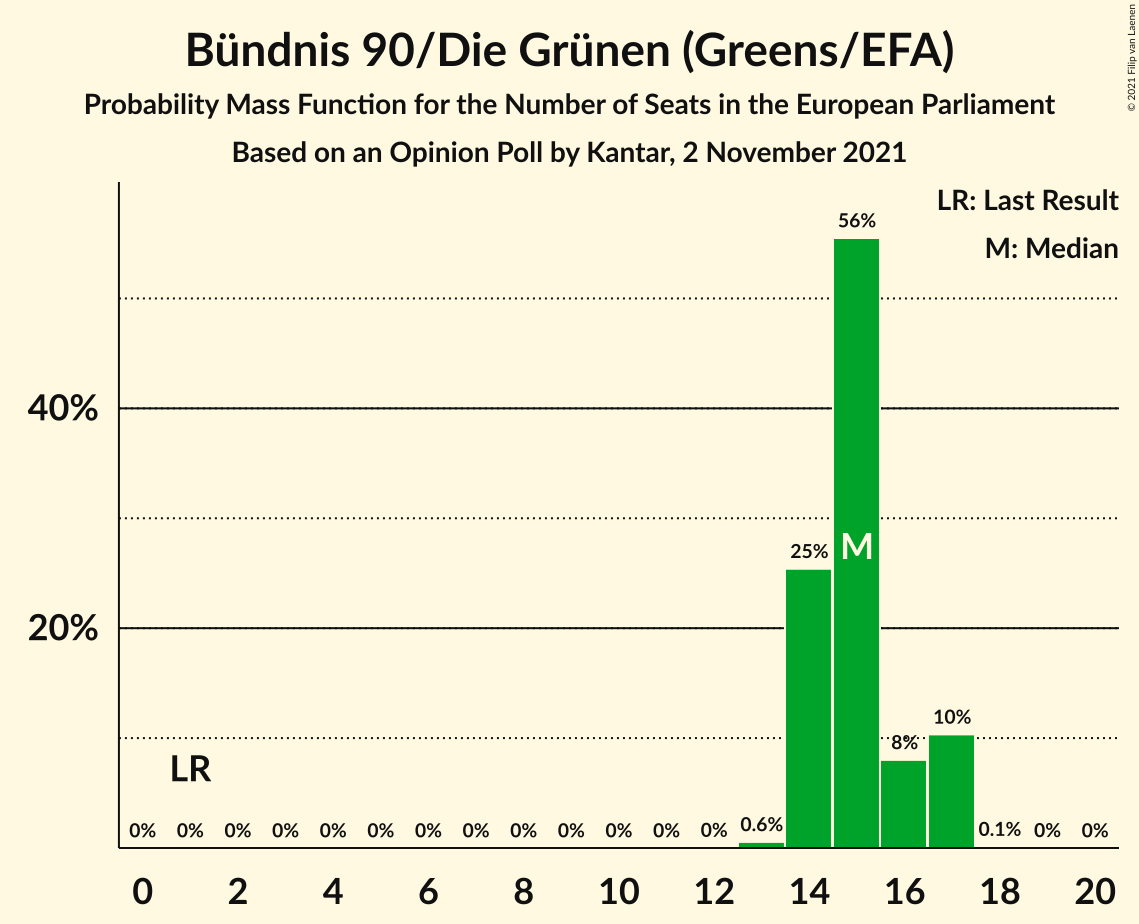 Bündnis 90/Die Grünen (Greens/EFA)
Probability Mass Function for the Number of Seats in the European Parliament
Based on an Opinion Poll by Kantar, 2 November 2021
© 2021 Filip van Laenen
LR: Last Result
M: Median
56%
40%
25%
M
20%
10%
8%
LR
0% 0% 0% 0% 0% 0% 0% 0% 0% 0% 0% 0% 0% 0.6% 0.1% 0% 0%
0 2 4 6 8 10 12 14 16 18 20